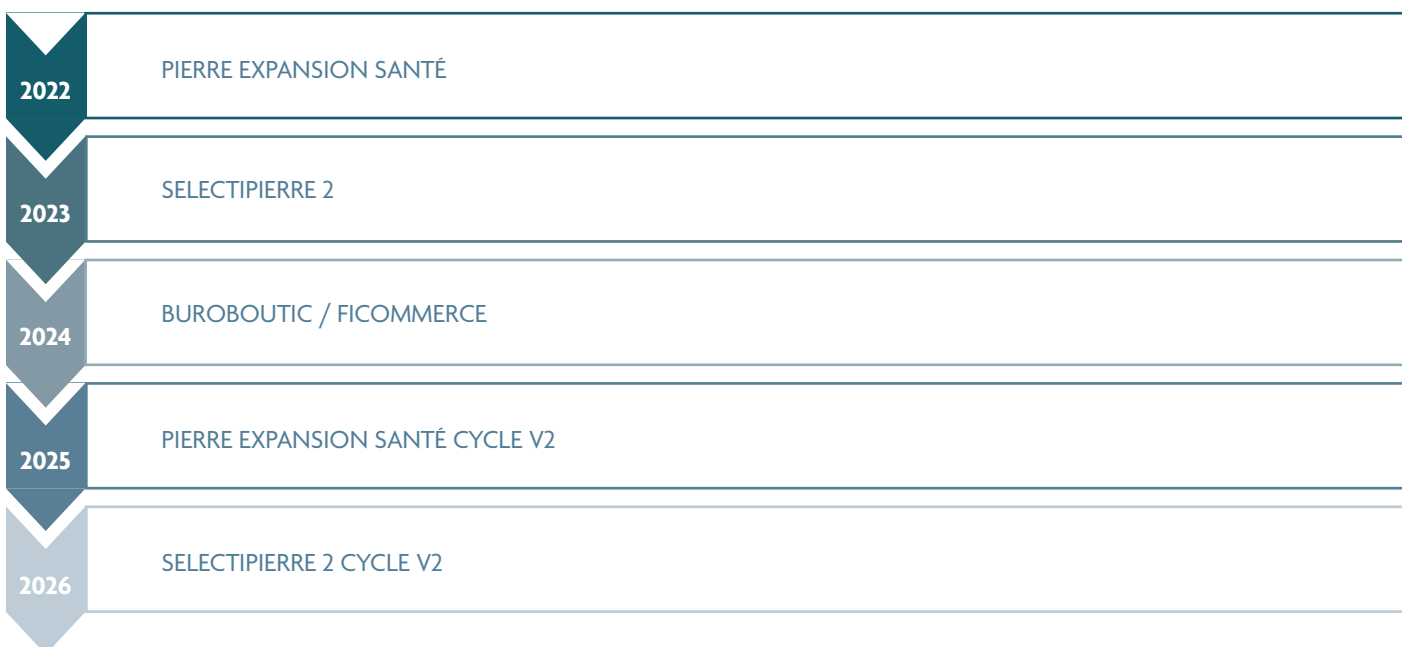 2022
PIERRE EXPANSION SANTÉ
2023
SELECTIPIERRE 2
2024
BUROBOUTIC / FICOMMERCE
2025
PIERRE EXPANSION SANTÉ CYCLE V2
2026
SELECTIPIERRE 2 CYCLE V2